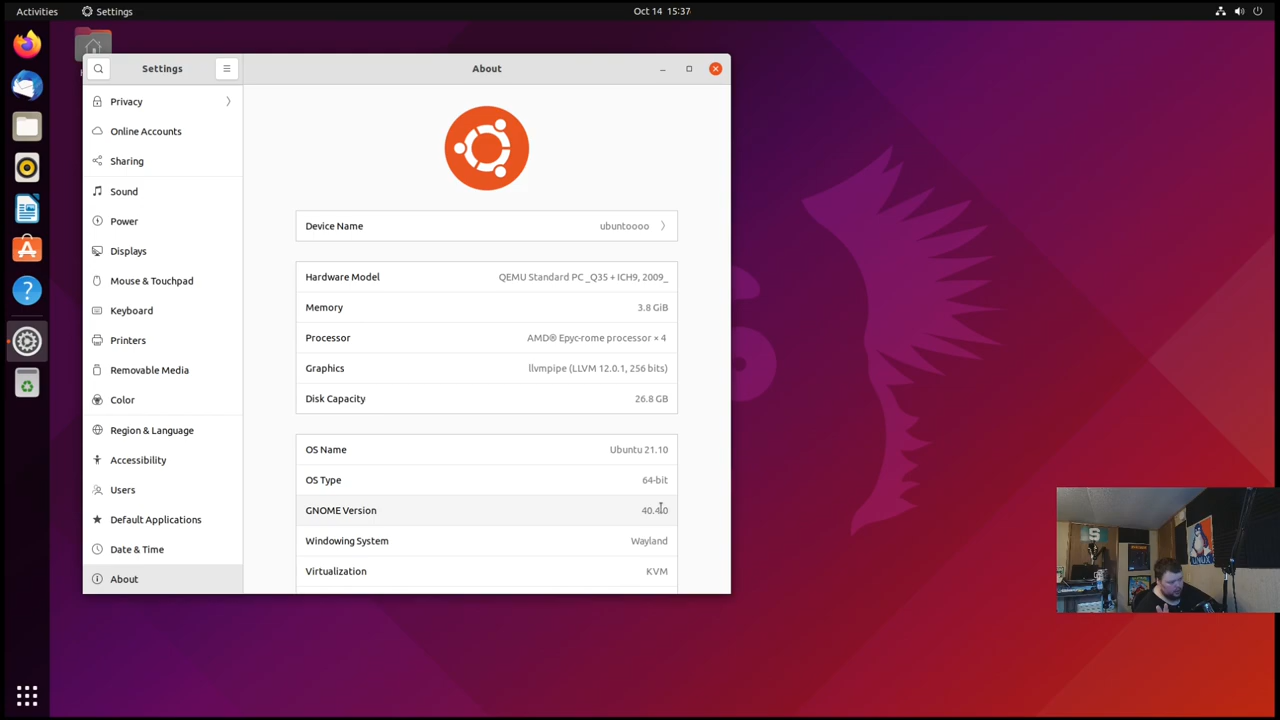 Activities
Settings
Oct 14 15:37
Settings
About
Privacy
Online Accounts
Sharing
Sound
Power
Displays
Mouse & Touchpad
Keyboard
Printers
Removable Media
Color
Region & Language
Accessibility
Users
Default Applications
Date & Time
About
Device Name ubuntoooo
Hardware Model QEMU Standard PC _Q35 + ICH9, 2009_
Memory 3.8 GiB
Processor AMD® Epyc-rome processor × 4
Graphics llvmpipe (LLVM 12.0.1, 256 bits)
Disk Capacity 26.8 GB
OS Name Ubuntu 21.10
OS Type 64-bit
GNOME Version 40.4.0
Windowing System Wayland
Virtualization KVM
LINUX